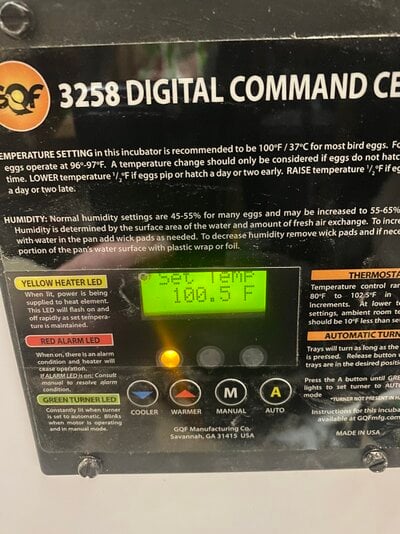 GQF 3258 DIGITAL COMMAND CE
EMPERATURE SETTING in this incubator is recommended to be 100°F / 37°C for most bird eggs. F
eggs operate at 96°-97°F. A temperature change should only be considered if eggs do not hatc
time. LOWER temperature ½°F if eggs pip or hatch a day or two early. RAISE temperature ½°F if eg
a day or two late.
HUMIDITY: Normal humidity settings are 45-55% for many eggs and may be increased to 55-65%
Humidity is determined by the surface area of the water and amount of fresh air exchange. To incre
with water in the pan add wick pads as needed. To decrease humidity remove wick pads and if nece
portion of the pan's water surface with plastic wrap or foil.
YELLOW HEATER LED
When lit, power is being
supplied to heat element.
This LED will flash on and
off rapidly as set tempera-
ture is maintained.
RED ALARM LED
When on, there is an alarm
condition and heater will
cease operation.
If ALARM LED is on: Consult
manual to resolve alarm
condition.
GREEN TURNER LED
Constantly lit when turner
is set to automatic. Blinks
when motor is operating
and in manual mode.
Set Temp
100.5 F
COOLER
WARMER
M
MANUAL
A
AUTO
GQF Manufacturing Co.
Savannah, GA 31415 USA
THERMOSTA
Temperature control ran
80°F to 102.5°F in
increments. At lower t
settings, ambient room te
should be 10°F less than se
AUTOMATIC TURN
Trays will turn as long as the
is pressed. Release button
trays are in the desired positio
Press the A button until GRE
lights to set turner to AUTO
mode
*TURNER NOT PRESENT IN HA
Instructions for this incuba
available at GQFmfg.com
MADE IN USA